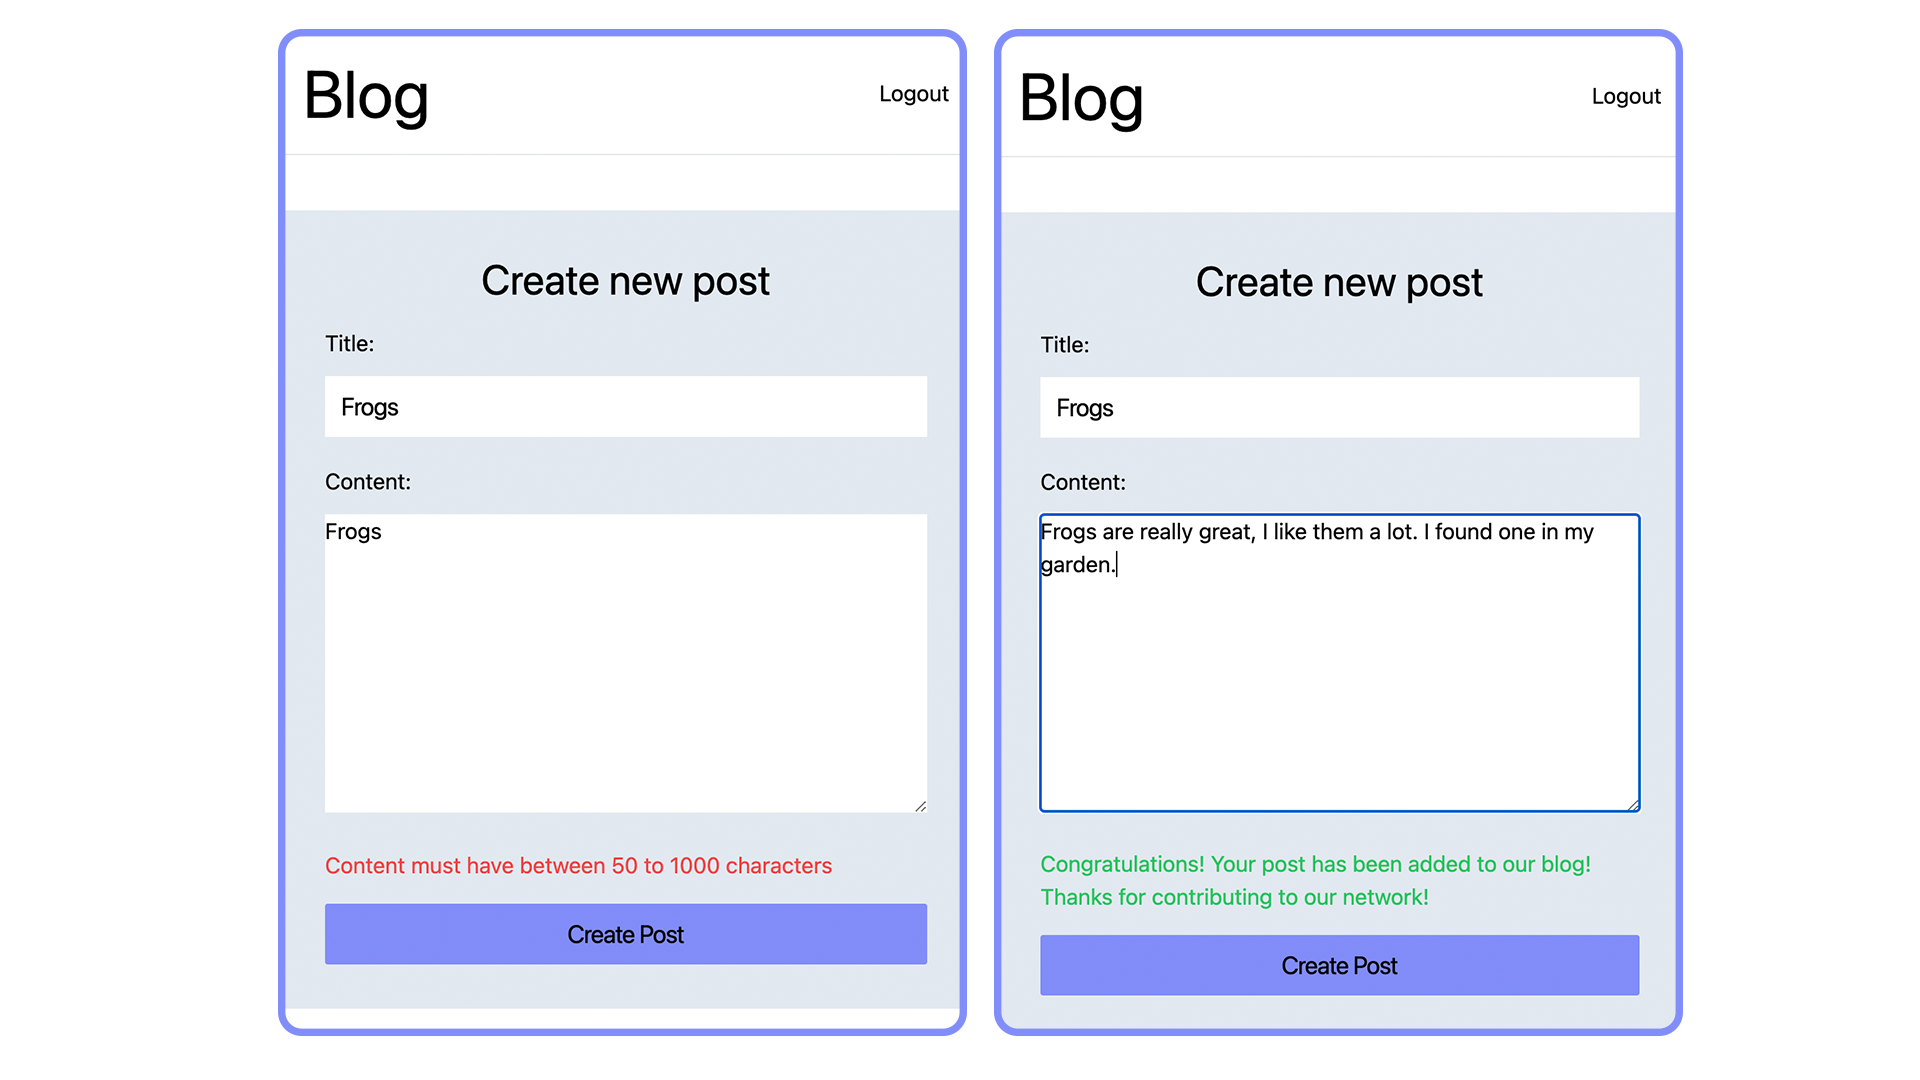 Blog
Logout
Create new post
Title:
Frogs
Content:
Frogs
Content must have between 50 to 1000 characters
Create Post
Blog
Logout
Create new post
Title:
Frogs
Content:
Frogs are really great, I like them a lot. I found one in my
garden.
Congratulations! Your post has been added to our blog!
Thanks for contributing to our network!
Create Post